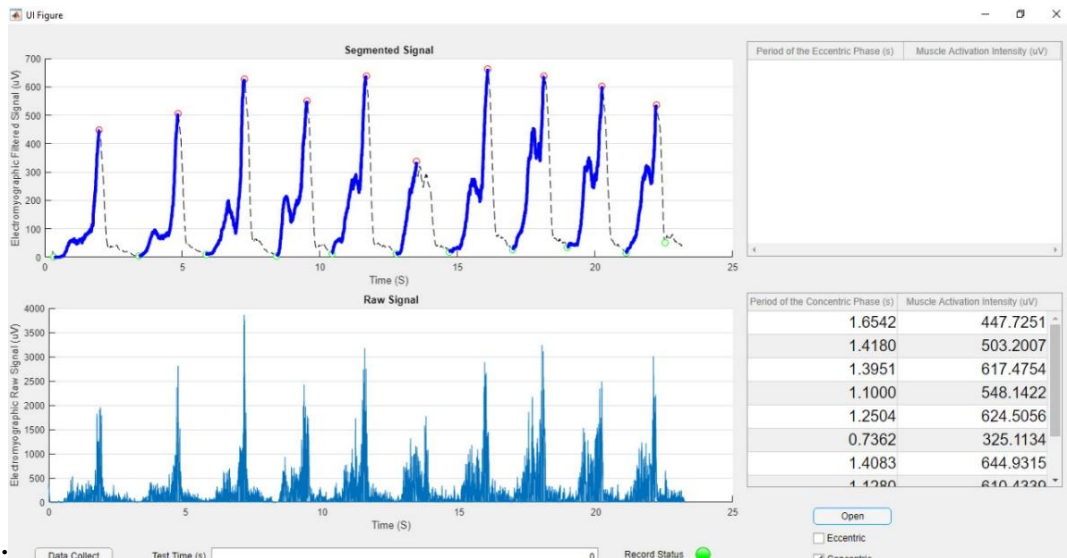 UI Figure
Segmented Signal
Electromyographic Filtered Signal (uV)
700
600
500
400
300
200
100
0
0 5 10 15 20 25
Time (S)
Period of the Eccentric Phase (s) Muscle Activation Intensity (uV)
Raw Signal
Electromyographic Raw Signal (uV)
4000
3500
3000
2500
2000
1500
1000
500
0
0 5 10 15 20 25
Time (S)
Period of the Concentric Phase (s) Muscle Activation Intensity (uV)
1.6542 447.7251
1.4180 503.2007
1.3951 617.4754
1.1000 548.1422
1.2504 624.5056
0.7362 325.1134
1.4083 644.9315
1.1280 610.4339
Open
Eccentric
Concentric
Data Collect Test Time (s) 0 Record Status